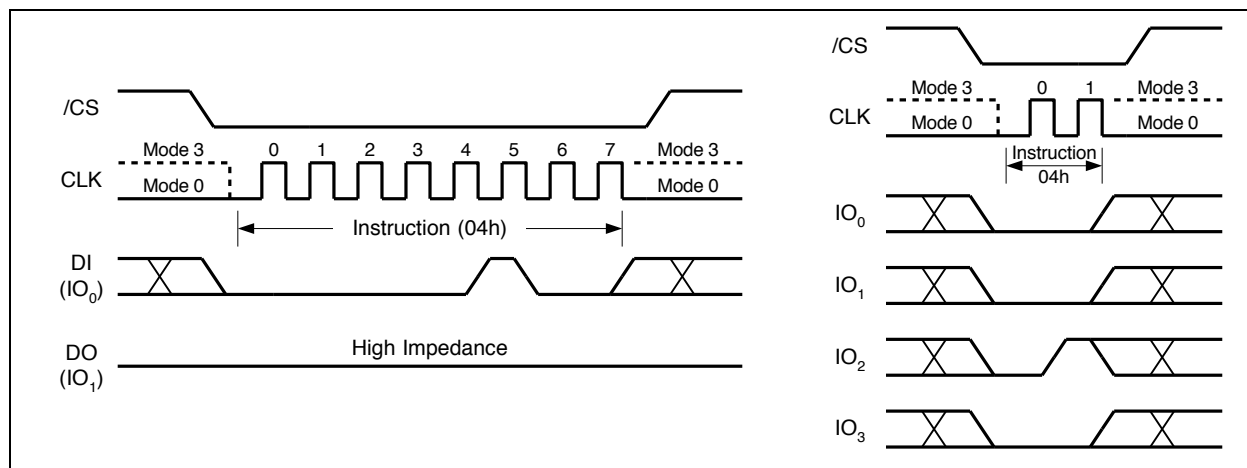 /CS
Mode 3
0 1 2 3 4 5 6 7
Mode 3
CLK
Mode 0
Mode 0
Instruction (04h)
DI
(IO0)
DO
(IO1)
High Impedance
/CS
Mode 3
0 1
Mode 3
CLK
Mode 0
Mode 0
Instruction
04h
IO0
IO1
IO2
IO3